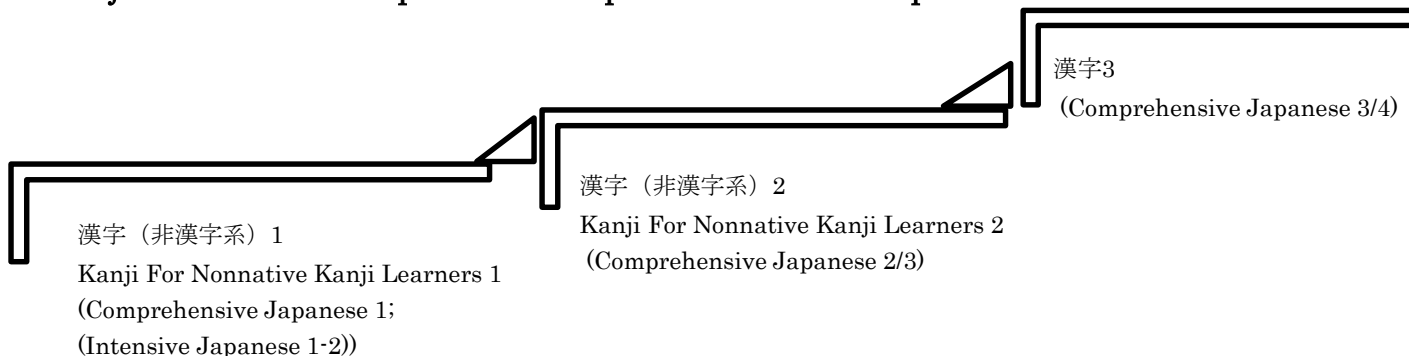 漢字（非漢字系）1
Kanji For Nonnative Kanji Learners 1
(Comprehensive Japanese 1;
(Intensive Japanese 1-2))
漢字（非漢字系）2
Kanji For Nonnative Kanji Learners 2
(Comprehensive Japanese 2/3)
漢字3
(Comprehensive Japanese 3/4)